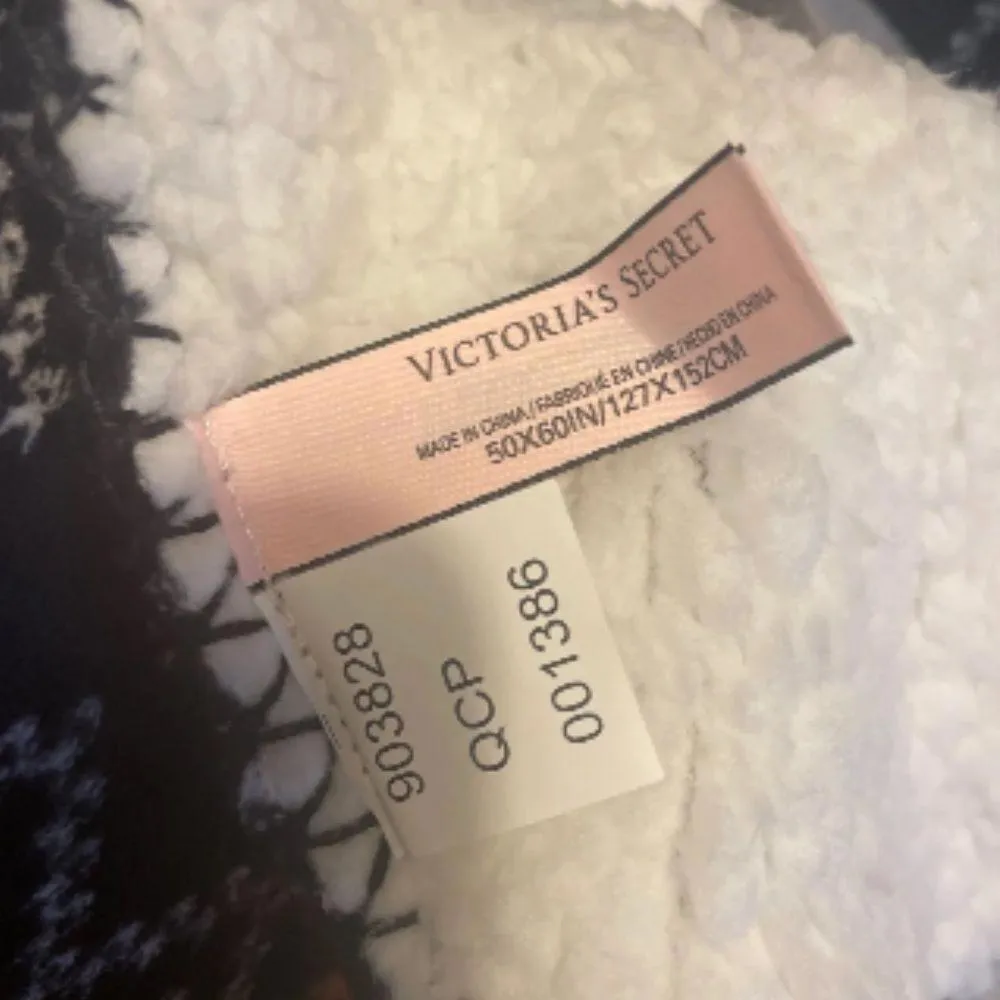 VICTORIA'S SECRET
MADE IN CHINA / FABRIQUÉ EN CHINE / HECHO EN CHINA
50X60IN/127X152CM
903828
QCP
001386